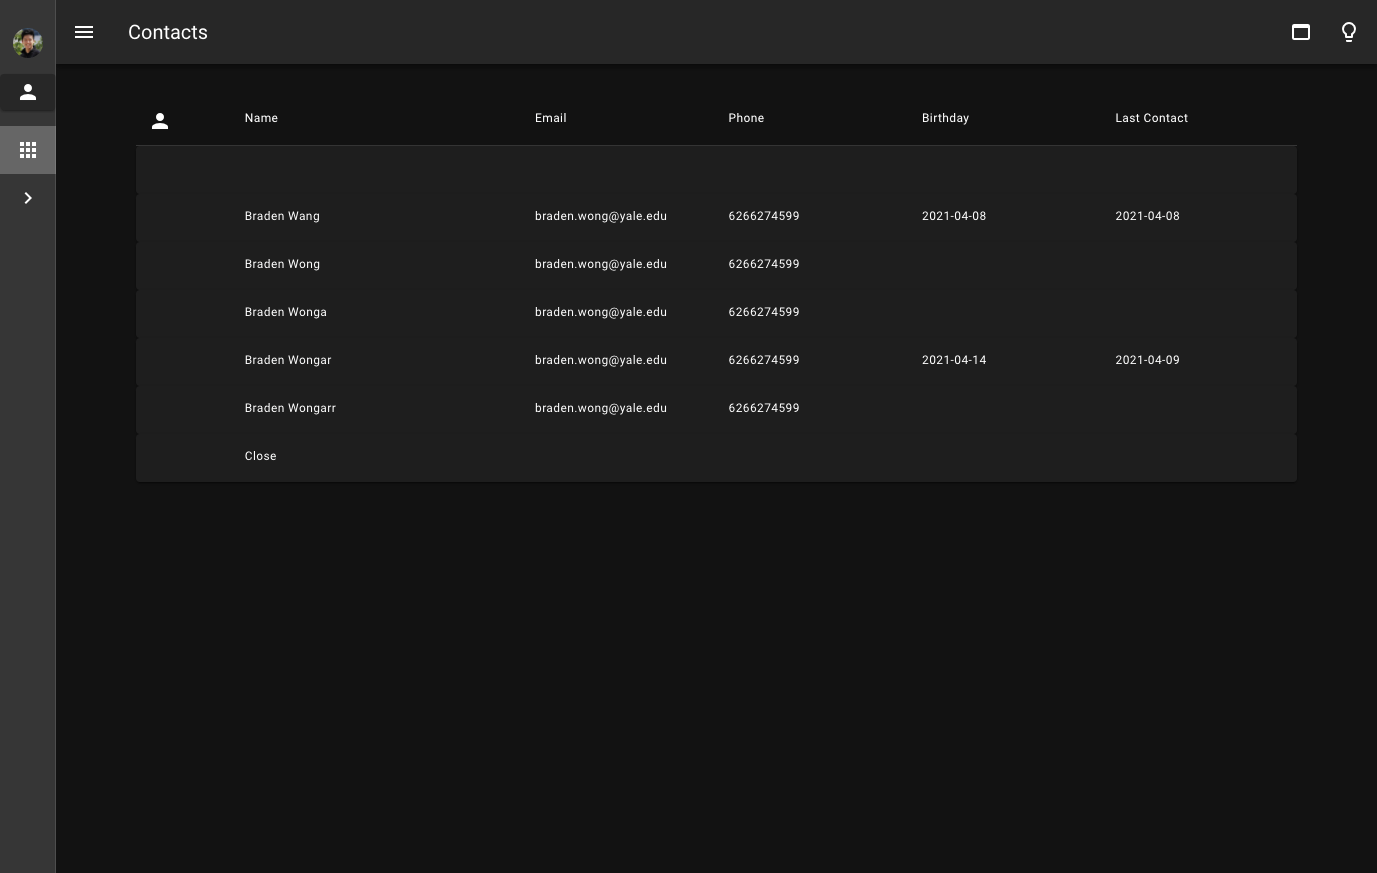 Contacts
Name Email Phone Birthday Last Contact
Braden Wang braden.wong@yale.edu 6266274599 2021-04-08 2021-04-08
Braden Wong braden.wong@yale.edu 6266274599
Braden Wonga braden.wong@yale.edu 6266274599
Braden Wongar braden.wong@yale.edu 6266274599 2021-04-14 2021-04-09
Braden Wongarr braden.wong@yale.edu 6266274599
Close